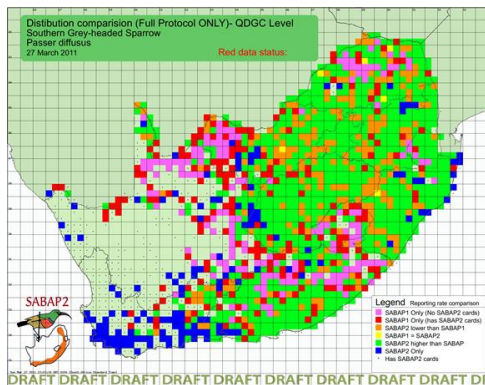 Distibution comparision (Full Protocol ONLY)- QDGC Level
Southern Grey-headed Sparrow
Passer diffusus
27 March 2011
Red data status:
SABAP2
Legend Reporting rate comparison
SABAP1 Only (No SABAP2 cards)
SABAP1 Only (has SABAP2 cards)
SABAP2 lower than SABAP1
SABAP1 = SABAP2
SABAP2 higher than SABAP
SABAP2 Only
Has SABAP2 cards
DRAFT DRAFT DRAFT DRAFT DRAFT DRAFT DRAFT DRAFT DRAFT D